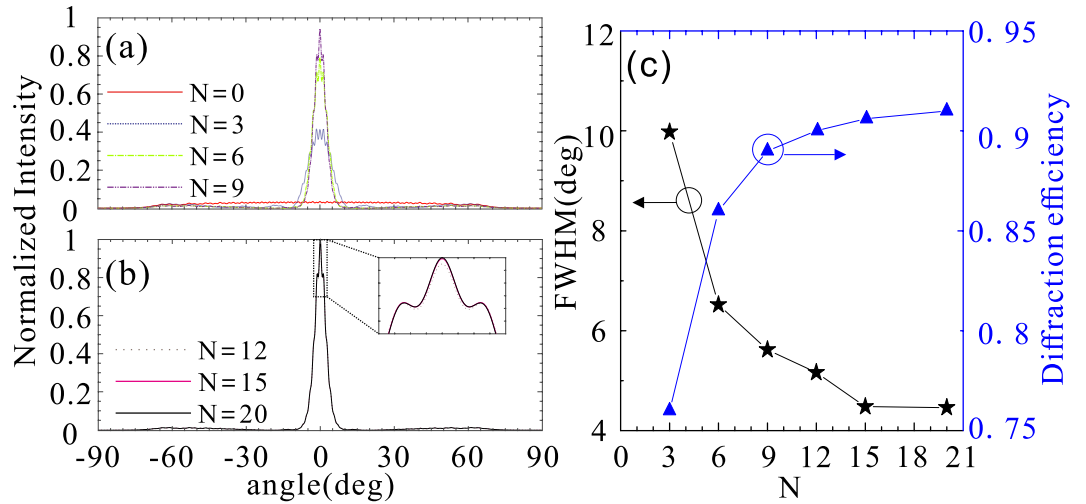 (a)
Normalized Intensity
1
0.8
0.6
0.4
0.2
0
N=0
N=3
N=6
N=9
(b)
1
0.8
0.6
0.4
0.2
0
N=12
N=15
N=20
-90 -60 -30 0 30 60 90
angle(deg)
(c)
FWHM(deg)
12
10
8
6
4
0 3 6 9 12 15 18 21
N
0.95
0.9
0.85
0.8
0.75
Diffraction efficiency